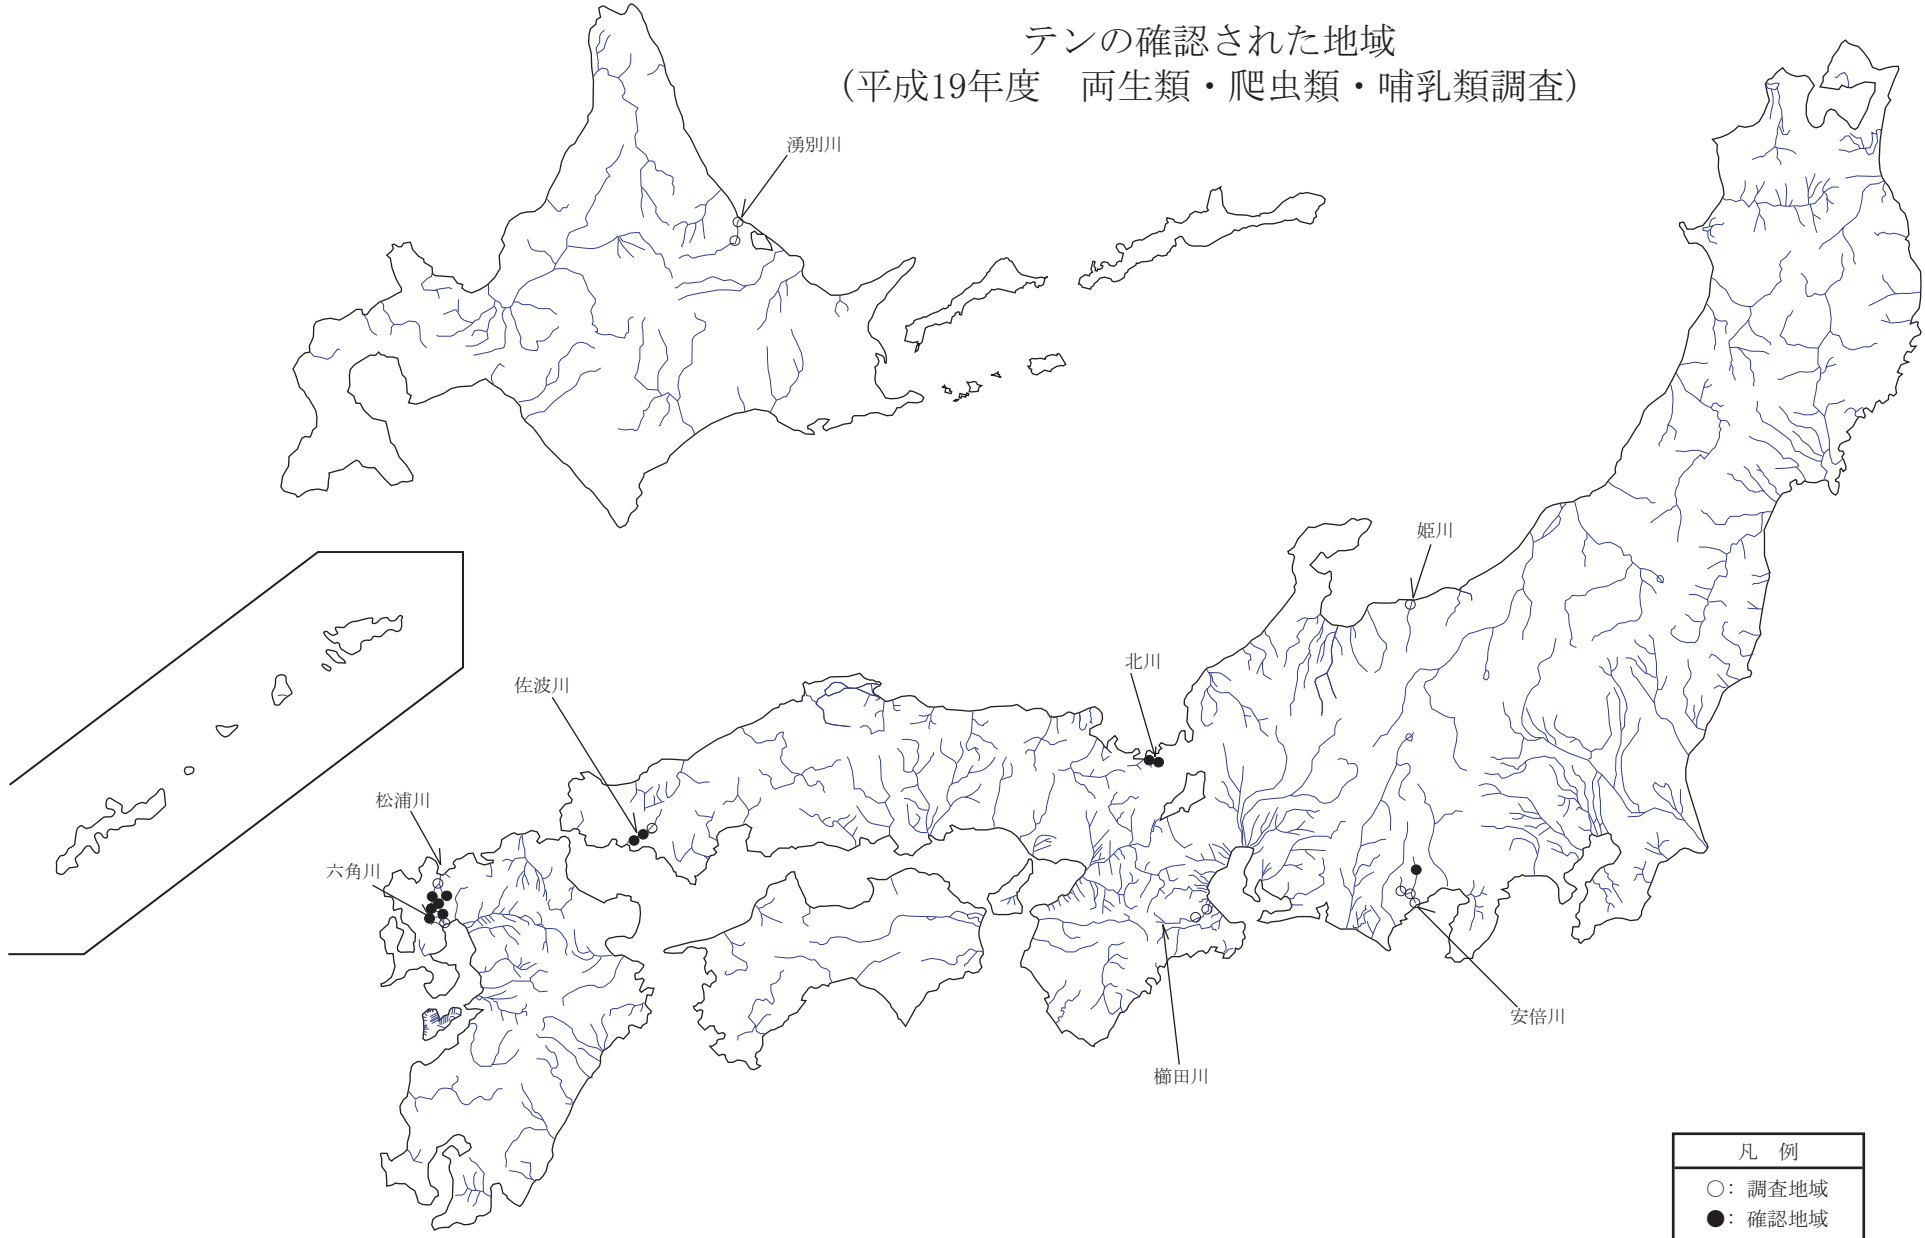 テンの確認された地域
(平成19年度　両生類・爬虫類・哺乳類調査)
湧別川
姫川
北川
佐波川
松浦川
六角川
安倍川
櫛田川
凡　例
○: 調査地域
●: 確認地域